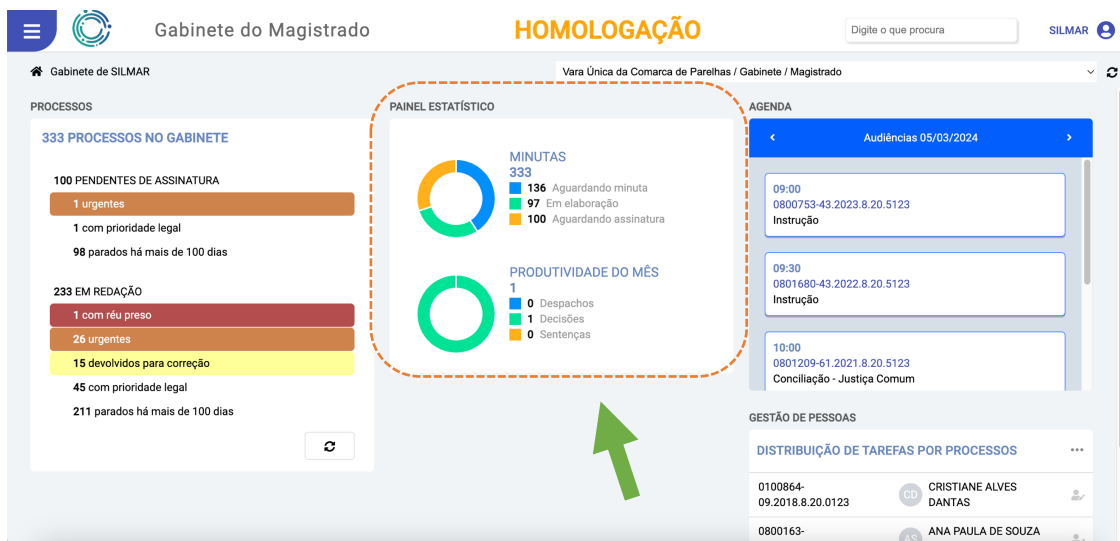 Gabinete do Magistrado
HOMOLOGAÇÃO
Digite o que procura
SILMAR
Gabinete de SILMAR
Vara Única da Comarca de Parelhas / Gabinete / Magistrado
PROCESSOS
333 PROCESSOS NO GABINETE
100 PENDENTES DE ASSINATURA
1 urgentes
1 com prioridade legal
98 parados há mais de 100 dias
233 EM REDAÇÃO
1 com réu preso
26 urgentes
15 devolvidos para correção
45 com prioridade legal
211 parados há mais de 100 dias
PAINEL ESTATÍSTICO
MINUTAS
333
136 Aguardando minuta
97 Em elaboração
100 Aguardando assinatura
PRODUTIVIDADE DO MÊS
1
0 Despachos
1 Decisões
0 Sentenças
AGENDA
Audiências 05/03/2024
09:00
0800753-43.2023.8.20.5123
Instrução
09:30
0801680-43.2022.8.20.5123
Instrução
10:00
0801209-61.2021.8.20.5123
Conciliação - Justiça Comum
GESTÃO DE PESSOAS
DISTRIBUIÇÃO DE TAREFAS POR PROCESSOS
0100864-
09.2018.8.20.0123
CD
CRISTIANE ALVES
DANTAS
0800163-
AS
ANA PAULA DE SOUZA